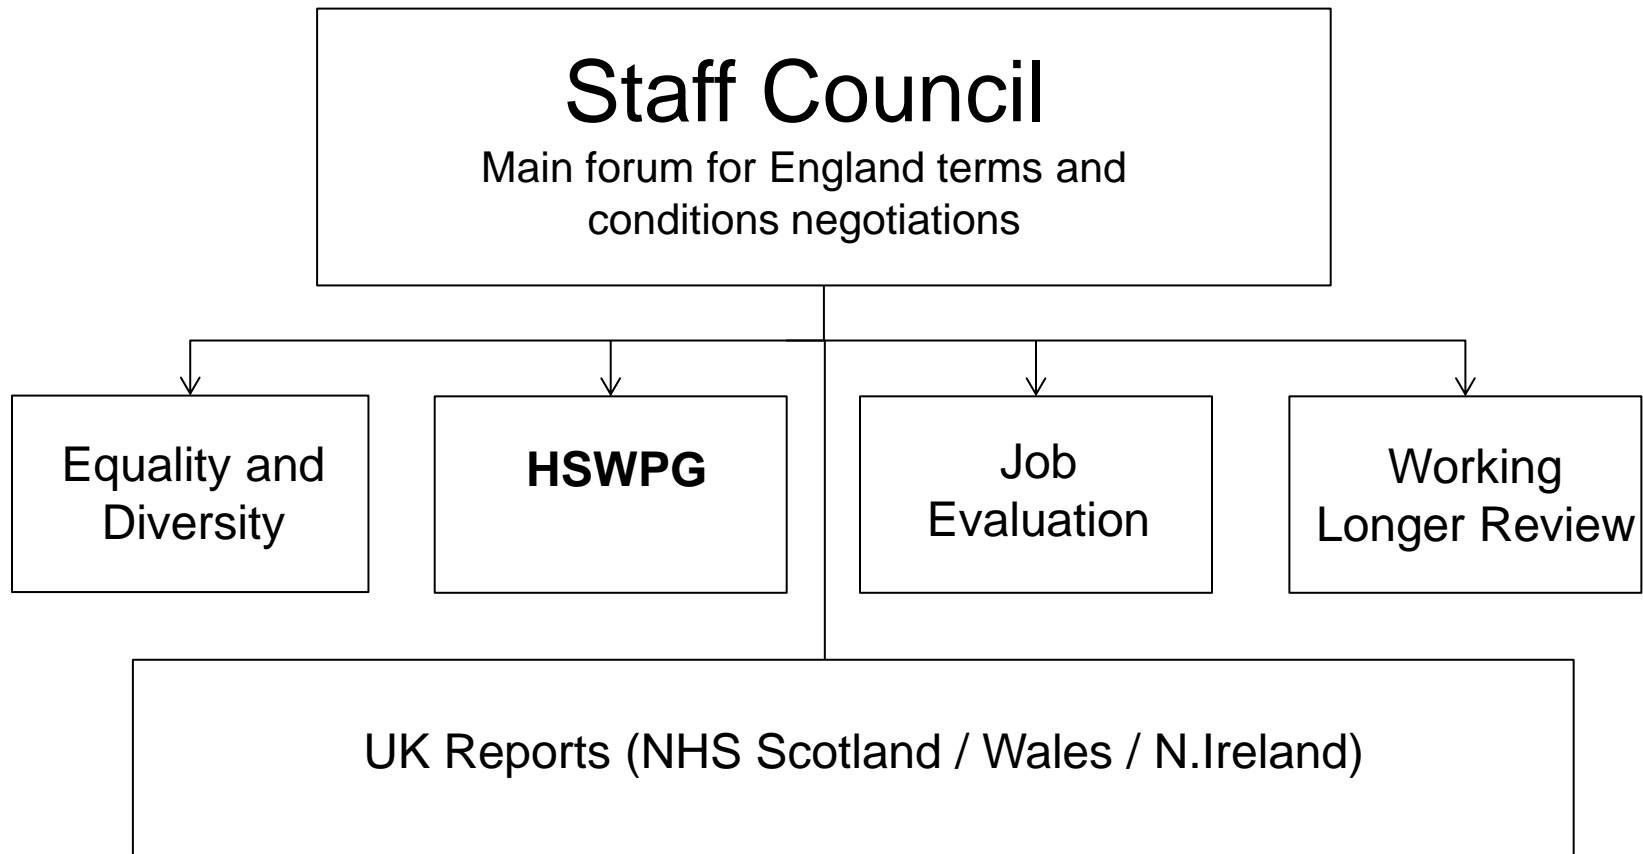 Staff Council
Main forum for England terms and
conditions negotiations
Equality and
Diversity
HSWPG
Job
Evaluation
Working
Longer Review
UK Reports (NHS Scotland / Wales / N.Ireland)